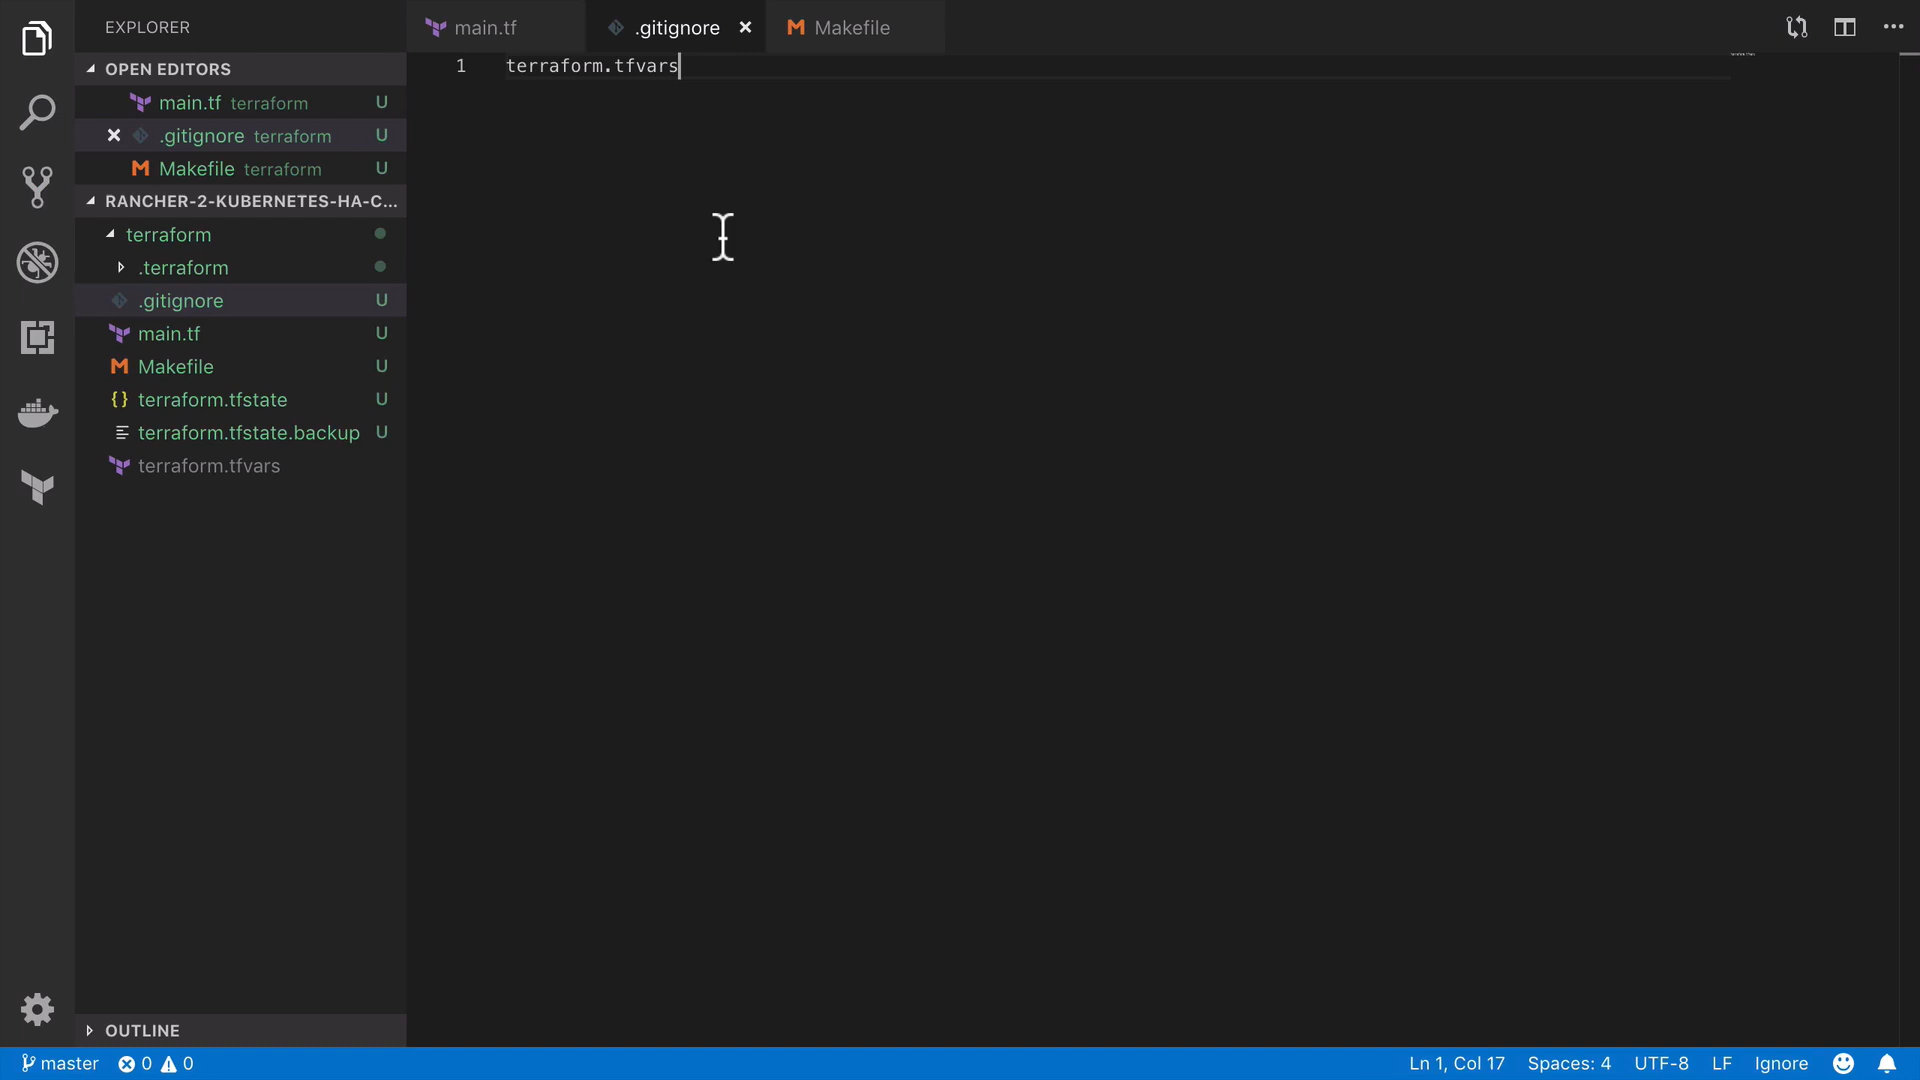 EXPLORER
main.tf
.gitignore
Makefile
OPEN EDITORS
main.tf terraform U
.gitignore terraform U
Makefile terraform U
RANCHER-2-KUBERNETES-HA-C...
terraform
.terraform
.gitignore U
main.tf U
Makefile U
terraform.tfstate U
terraform.tfstate.backup U
terraform.tfvars
1 terraform.tfvars
OUTLINE
master 0 0 Ln 1, Col 17 Spaces: 4 UTF-8 LF Ignore